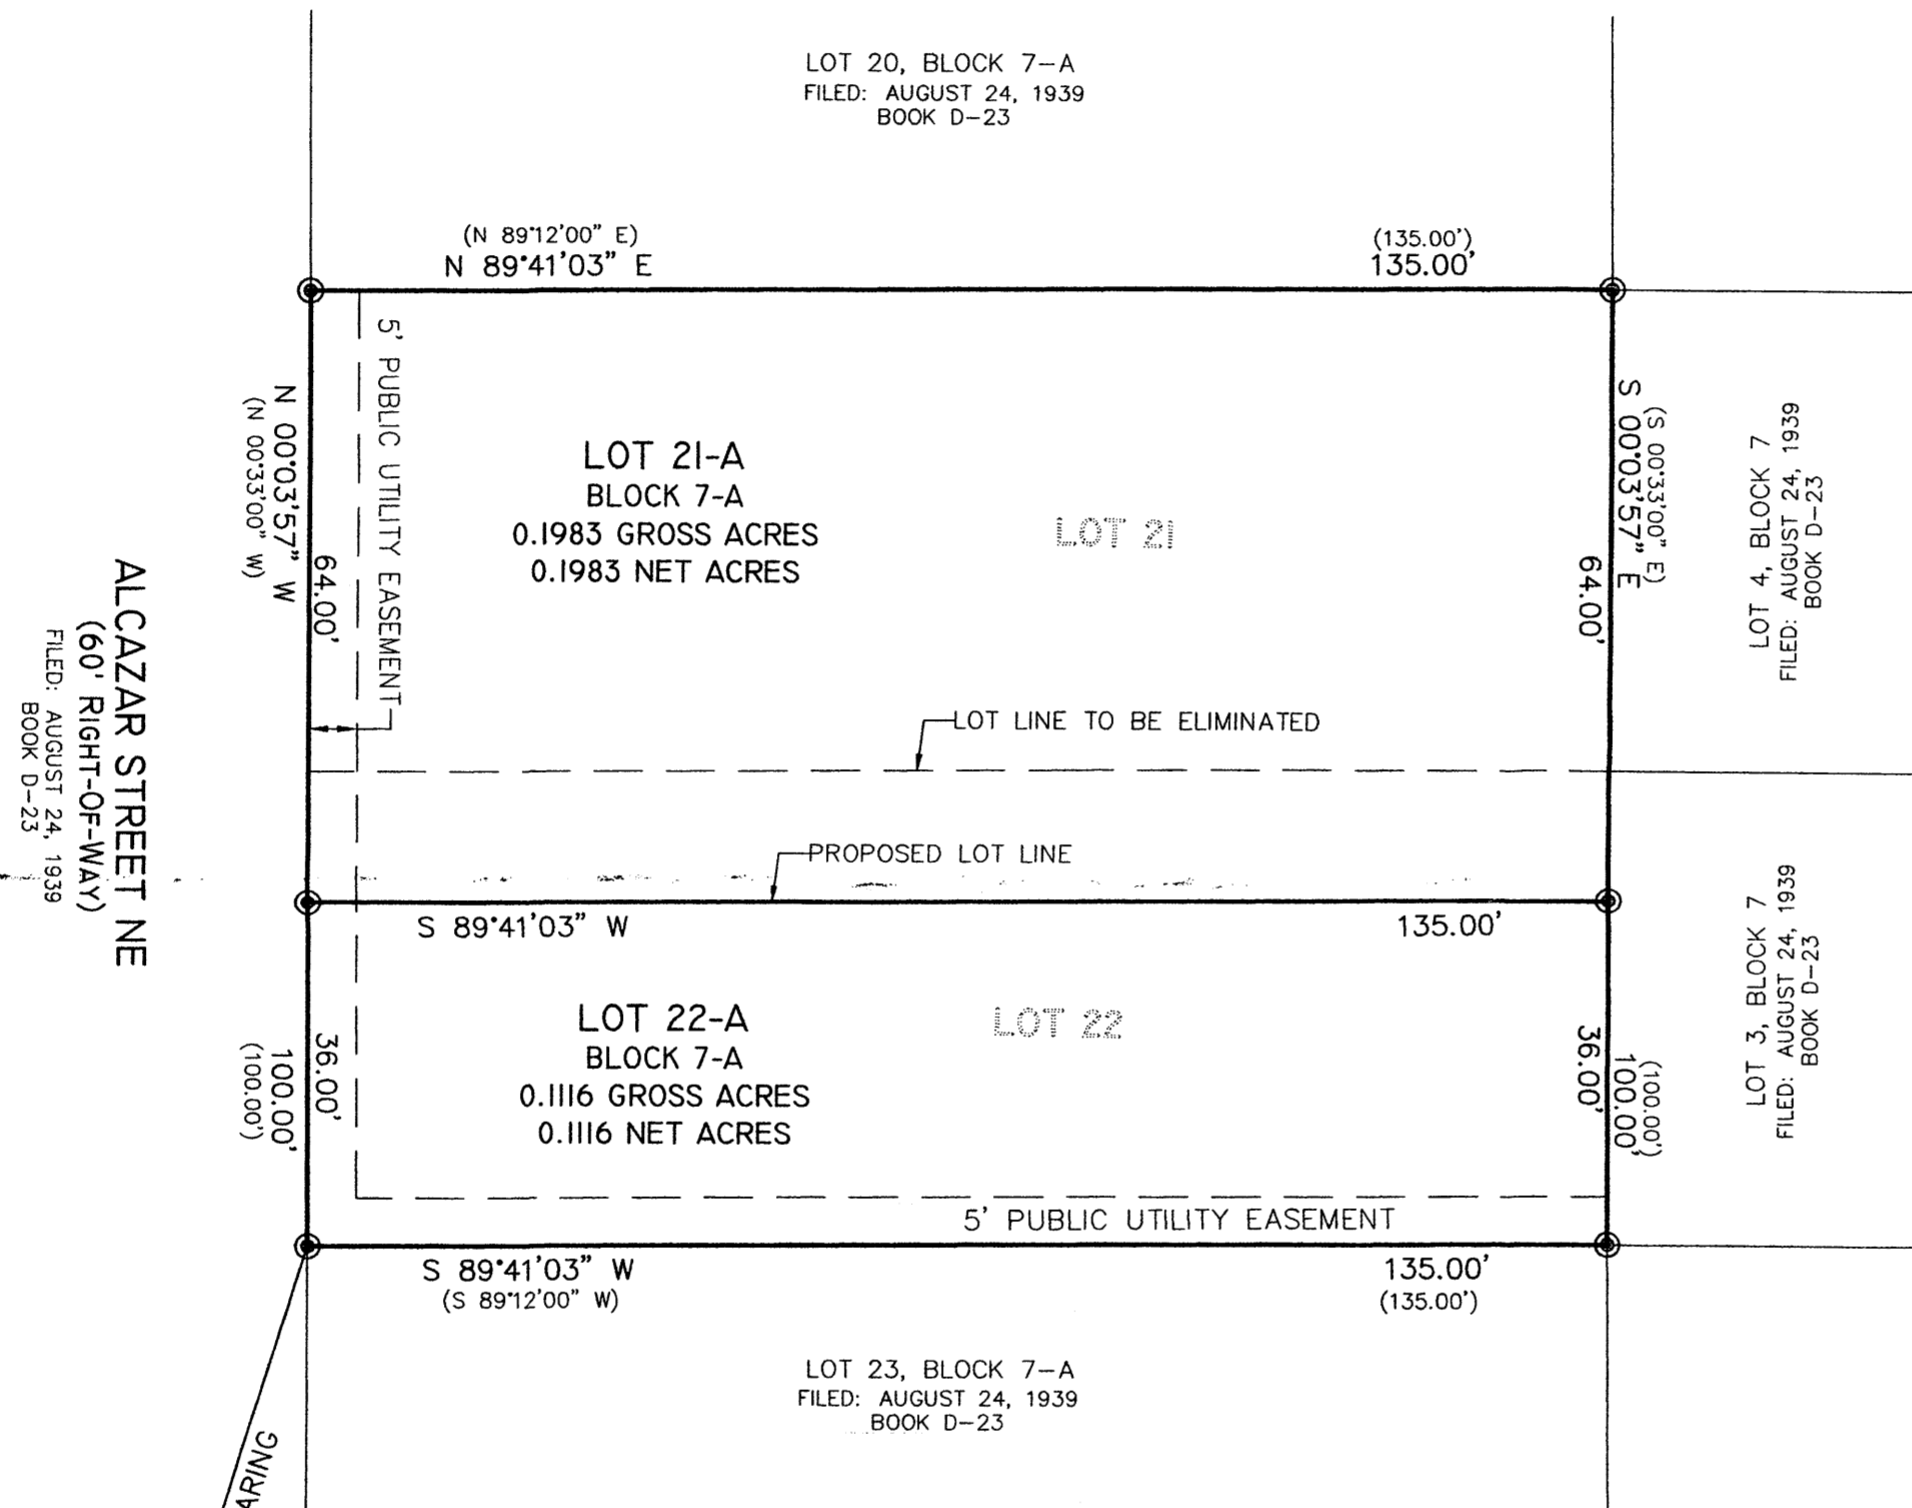 LOT 20, BLOCK 7-A
FILED: AUGUST 24, 1939
BOOK D-23
(N 89°12'00" E)
N 89°41'03" E
(135.00')
135.00'
5' PUBLIC UTILITY EASEMENT
N 00°03'57" W
(N 00°33'00" W)
64.00'
LOT 21-A
BLOCK 7-A
0.1983 GROSS ACRES
0.1983 NET ACRES
LOT 21
(S 00°33'00" E)
S 00°03'57" E
64.00'
LOT 4, BLOCK 7
FILED: AUGUST 24, 1939
BOOK D-23
ALCAZAR STREET NE
(60' RIGHT-OF-WAY)
FILED: AUGUST 24, 1939
BOOK D-23
LOT LINE TO BE ELIMINATED
PROPOSED LOT LINE
S 89°41'03" W
135.00'
LOT 22-A
BLOCK 7-A
0.1116 GROSS ACRES
0.1116 NET ACRES
LOT 22
36.00'
100.00'
(100.00')
36.00'
(100.00')
100.00'
LOT 3, BLOCK 7
FILED: AUGUST 24, 1939
BOOK D-23
5' PUBLIC UTILITY EASEMENT
S 89°41'03" W
(S 89°12'00" W)
135.00'
(135.00')
LOT 23, BLOCK 7-A
FILED: AUGUST 24, 1939
BOOK D-23
ARING